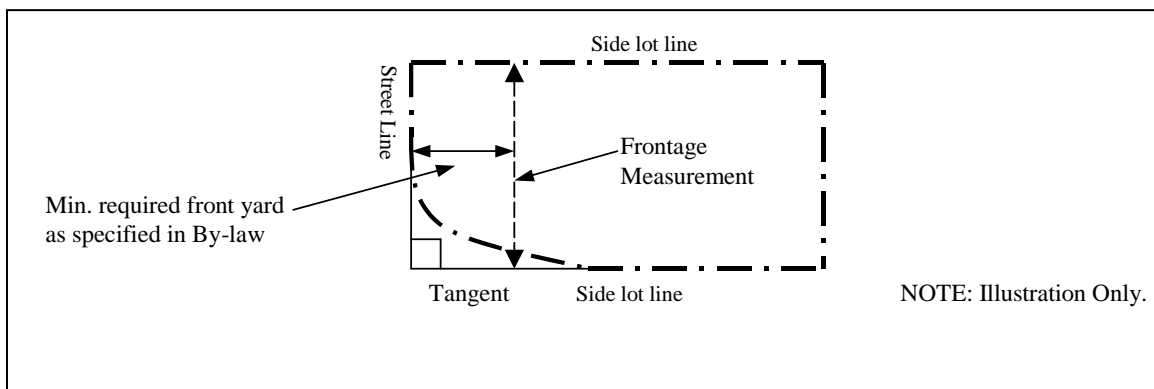 Side lot line
Street Line
Frontage
Measurement
Min. required front yard
as specified in By-law
Tangent
Side lot line
NOTE: Illustration Only.